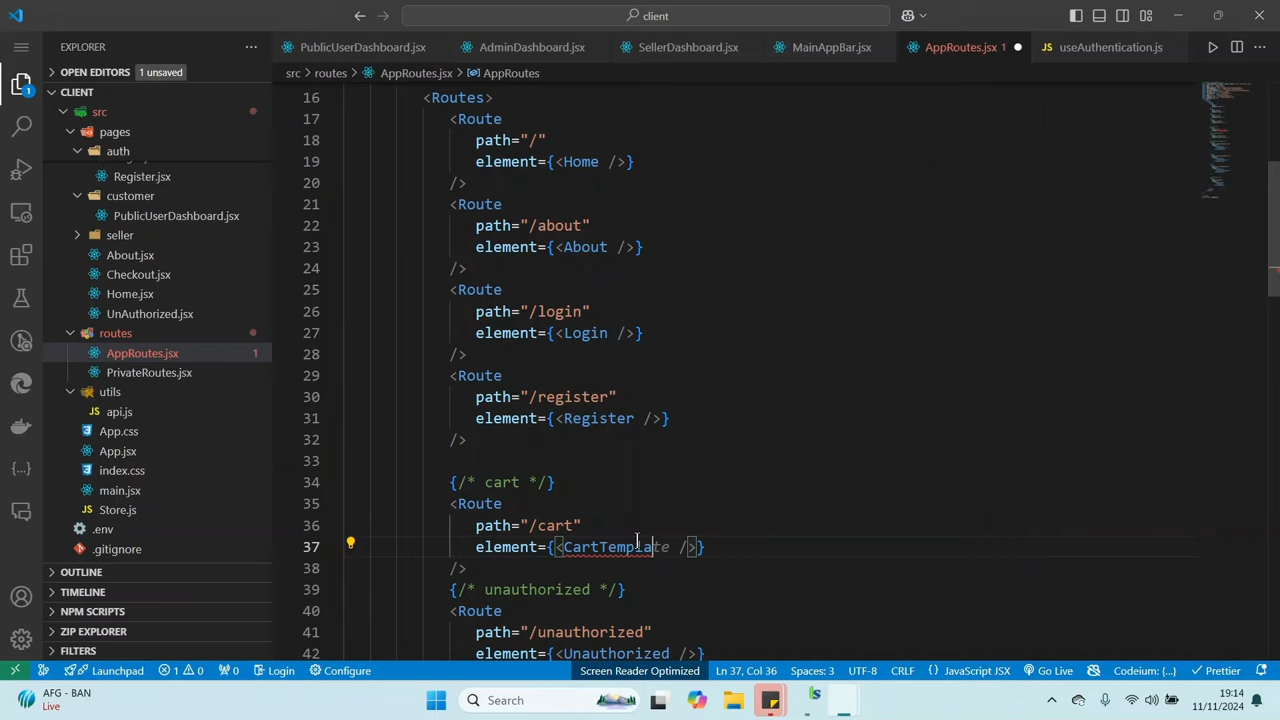 client
EXPLORER
PublicUserDashboard.jsx
AdminDashboard.jsx
SellerDashboard.jsx
MainAppBar.jsx
AppRoutes.jsx 1
useAuthentication.js
OPEN EDITORS 1 unsaved
src > routes > AppRoutes.jsx > AppRoutes
CLIENT
src
pages
auth
Register.jsx
customer
PublicUserDashboard.jsx
seller
About.jsx
Checkout.jsx
Home.jsx
UnAuthorized.jsx
routes
AppRoutes.jsx 1
PrivateRoutes.jsx
utils
api.js
App.css
App.jsx
index.css
main.jsx
Store.js
.env
.gitignore
OUTLINE
TIMELINE
NPM SCRIPTS
ZIP EXPLORER
FILTERS
16 <Routes>
17 <Route
18 path="/"
19 element={<Home />}
20 />
21 <Route
22 path="/about"
23 element={<About />}
24 />
25 <Route
26 path="/login"
27 element={<Login />}
28 />
29 <Route
30 path="/register"
31 element={<Register />}
32 />
33
34 {/* cart */}
35 <Route
36 path="/cart"
37 element={<CartTemplate />}
38 />
39 {/* unauthorized */}
40 <Route
41 path="/unauthorized"
42 element={<Unauthorized />}
1
Launchpad
1 0
0
Login
Configure
Screen Reader Optimized
Ln 37, Col 36
Spaces: 3
UTF-8
CRLF
{} JavaScript JSX
Go Live
Codeium: {...}
Prettier
AFG - BAN
Live
Search
19:14
11/11/2024